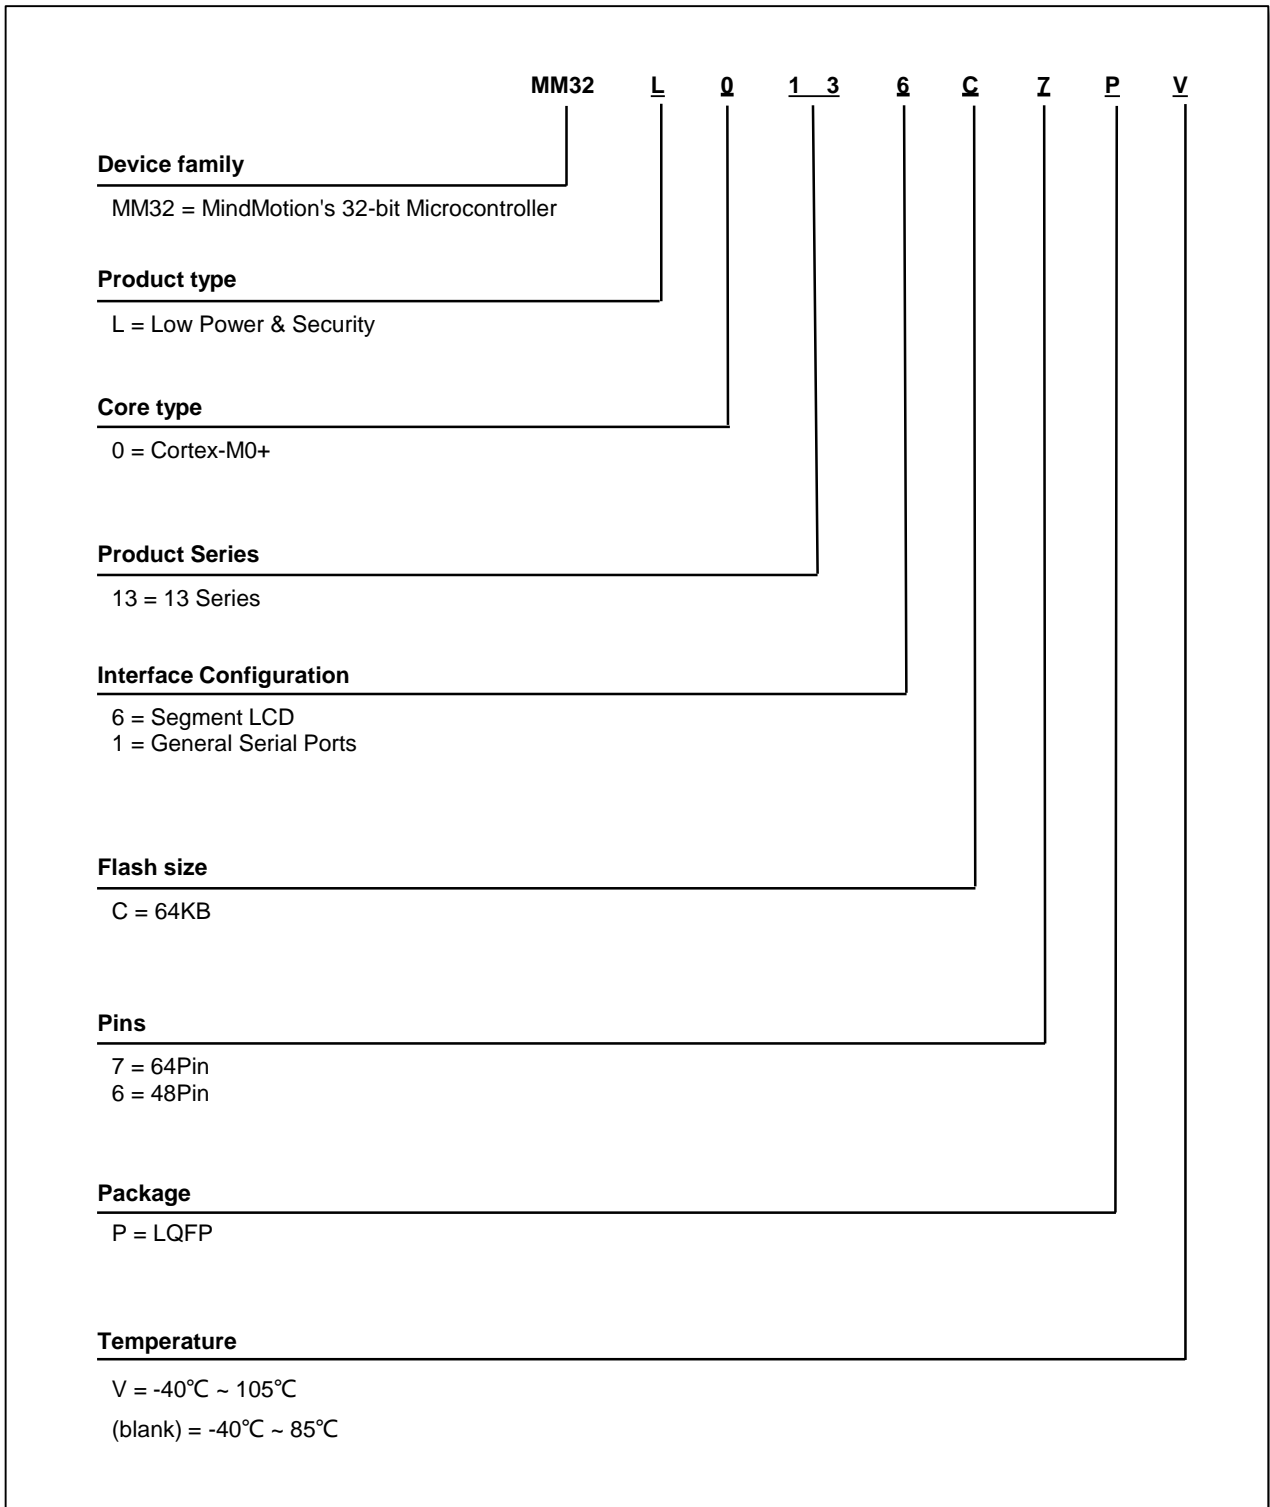 MM32 L 0 1 3 6 C 7 P V
Device family
MM32 = MindMotion's 32-bit Microcontroller
Product type
L = Low Power & Security
Core type
0 = Cortex-M0+
Product Series
13 = 13 Series
Interface Configuration
6 = Segment LCD
1 = General Serial Ports
Flash size
C = 64KB
Pins
7 = 64Pin
6 = 48Pin
Package
P = LQFP
Temperature
V = -40℃ ~ 105℃
(blank) = -40℃ ~ 85℃